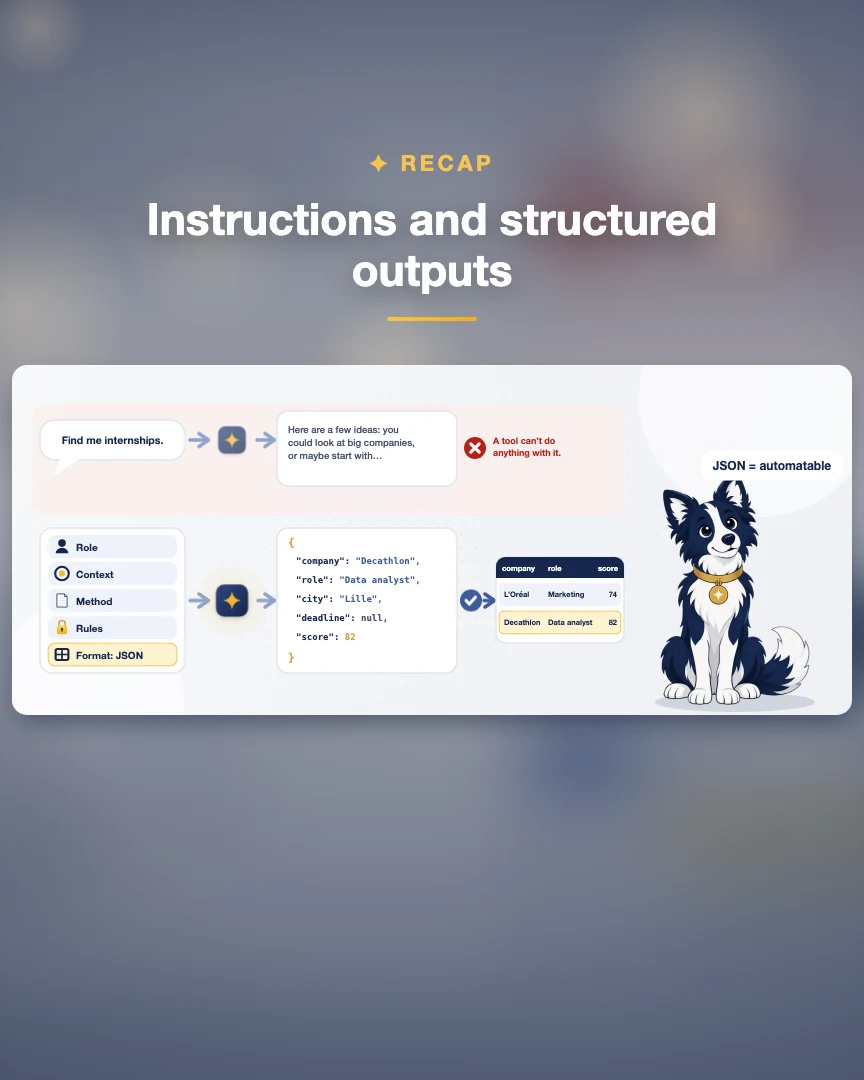 RECAP
Instructions and structured
outputs
Find me internships.
Here are a few ideas: you
could look at big companies,
or maybe start with…
A tool can't do
anything with it.
JSON = automatable
Role
Context
Method
Rules
Format: JSON
{
"company": "Decathlon",
"role": "Data analyst",
"city": "Lille",
"deadline": null,
"score": 82
}
company role score
L'Oréal Marketing 74
Decathlon Data analyst 82